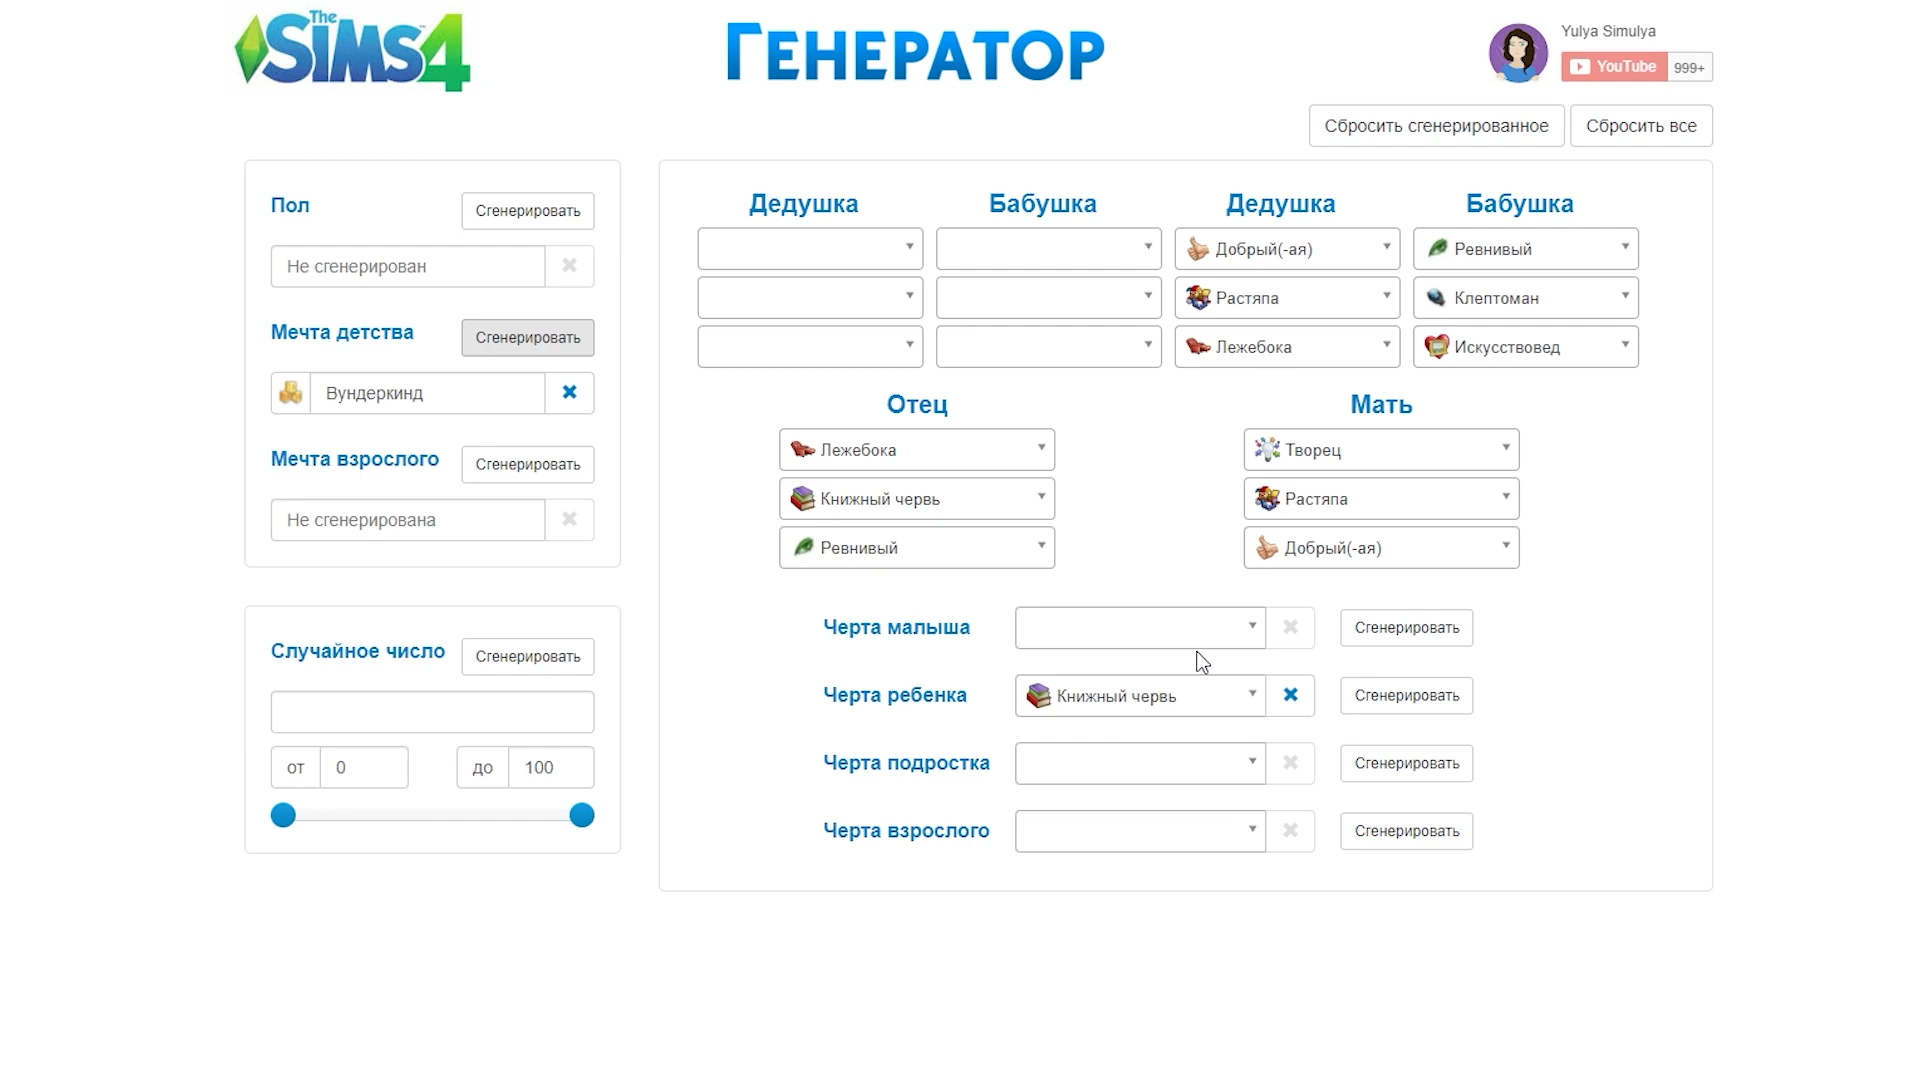 The Sims 4
Генератор
Yulya Simulya
YouTube 999+
Сбросить сгенерированное Сбросить все
Пол Сгенерировать
Не сгенерирован
Мечта детства Сгенерировать
Вундеркинд
Мечта взрослого Сгенерировать
Не сгенерирована
Случайное число Сгенерировать
от 0 до 100
Дедушка Бабушка Дедушка Бабушка
Добрый(-ая) Ревнивый
Растяпа Клептоман
Лежебока Искусствовед
Отец Мать
Лежебока Творец
Книжный червь Растяпа
Ревнивый Добрый(-ая)
Черта малыша Сгенерировать
Черта ребенка Книжный червь Сгенерировать
Черта подростка Сгенерировать
Черта взрослого Сгенерировать